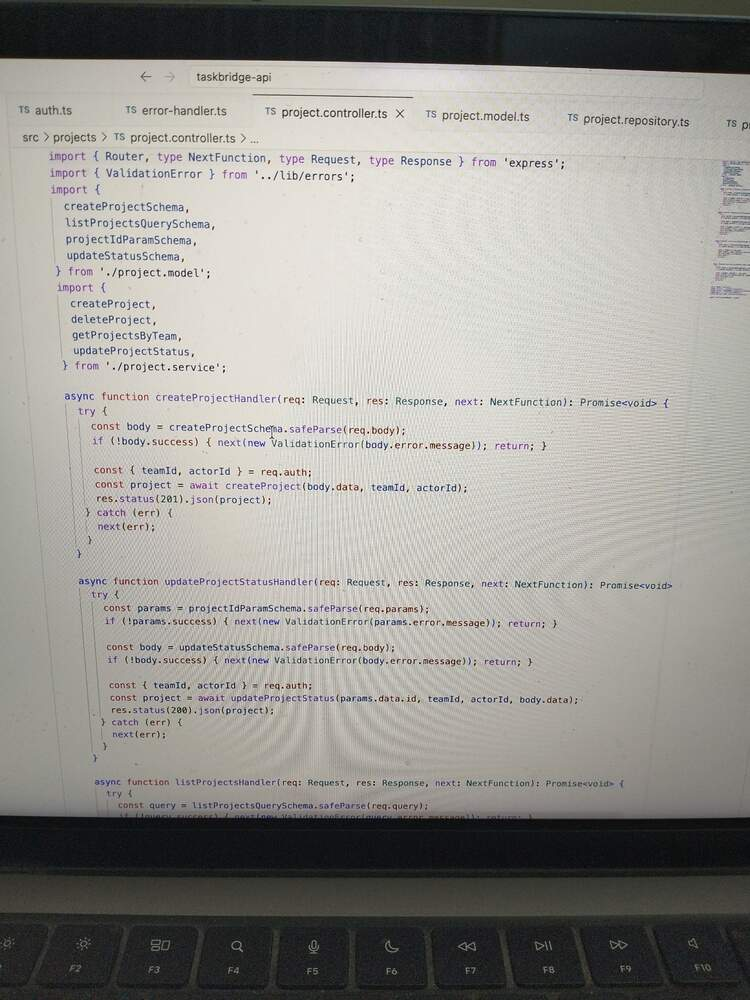 taskbridge-api
TS auth.ts TS error-handler.ts TS project.controller.ts TS project.model.ts TS project.repository.ts TS
src > projects > TS project.controller.ts > ...
import { Router, type NextFunction, type Request, type Response } from 'express';
import { ValidationError } from '../lib/errors';
import {
createProjectSchema,
listProjectsQuerySchema,
projectIdParamSchema,
updateStatusSchema,
} from './project.model';
import {
createProject,
deleteProject,
getProjectsByTeam,
updateProjectStatus,
} from './project.service';
async function createProjectHandler(req: Request, res: Response, next: NextFunction): Promise<void> {
try {
const body = createProjectSchema.safeParse(req.body);
if (!body.success) { next(new ValidationError(body.error.message)); return; }
const { teamId, actorId } = req.auth;
const project = await createProject(body.data, teamId, actorId);
res.status(201).json(project);
} catch (err) {
next(err);
}
}
async function updateProjectStatusHandler(req: Request, res: Response, next: NextFunction): Promise<void>
try {
const params = projectIdParamSchema.safeParse(req.params);
if (!params.success) { next(new ValidationError(params.error.message)); return; }
const body = updateStatusSchema.safeParse(req.body);
if (!body.success) { next(new ValidationError(body.error.message)); return; }
const { teamId, actorId } = req.auth;
const project = await updateProjectStatus(params.data.id, teamId, actorId, body.data);
res.status(200).json(project);
} catch (err) {
next(err);
}
}
async function listProjectsHandler(req: Request, res: Response, next: NextFunction): Promise<void> {
try {
const query = listProjectsQuerySchema.safeParse(req.query);
if (!query.success) { next(new ValidationError(query.error.message)); return; }
F2 F3 F4 F5 F6 F7 F8 F9 F10